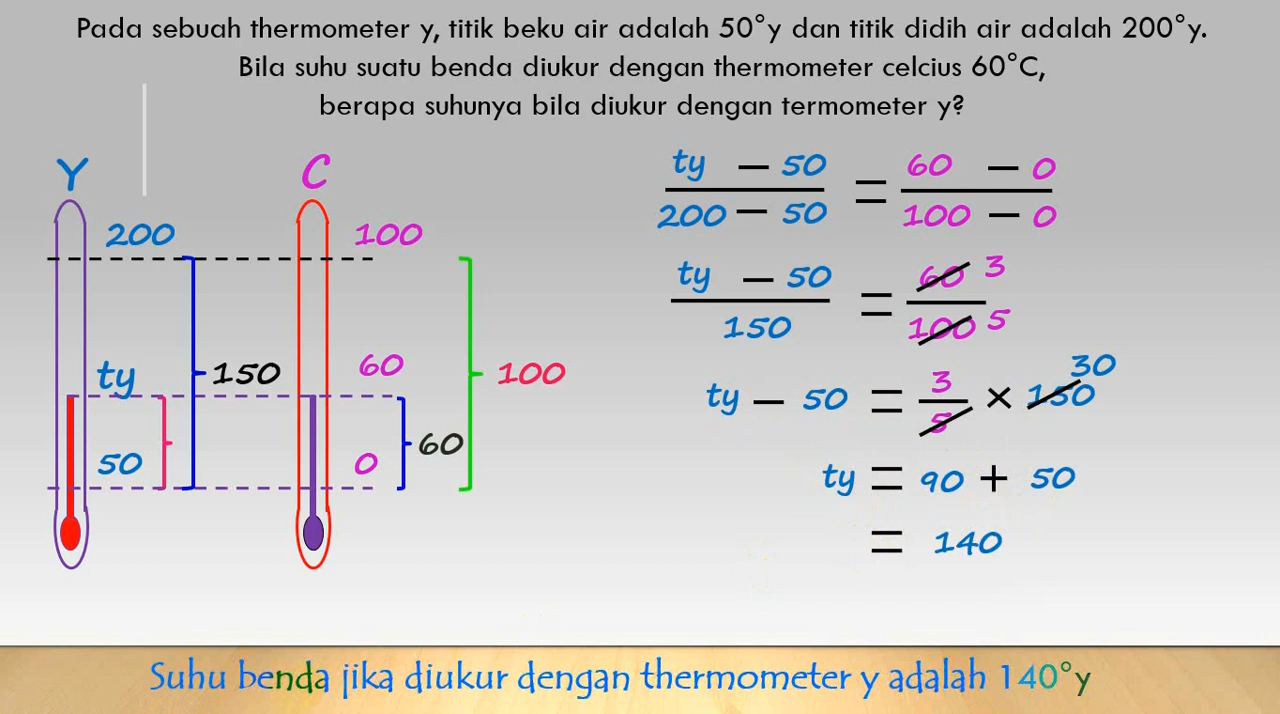 Pada sebuah thermometer y, titik beku air adalah 50°y dan titik didih air adalah 200°y.
Bila suhu suatu benda diukur dengan thermometer celcius 60°C,
berapa suhunya bila diukur dengan termometer y?
Y C
200 100
ty 150 60 100
50 0 60
ty − 50 = 60 − 0
200 − 50 100 − 0
ty − 50 = 60 3
150 100 5
ty − 50 = 3 × 150 30
5
ty = 90 + 50
= 140
Suhu benda jika diukur dengan thermometer y adalah 140°y